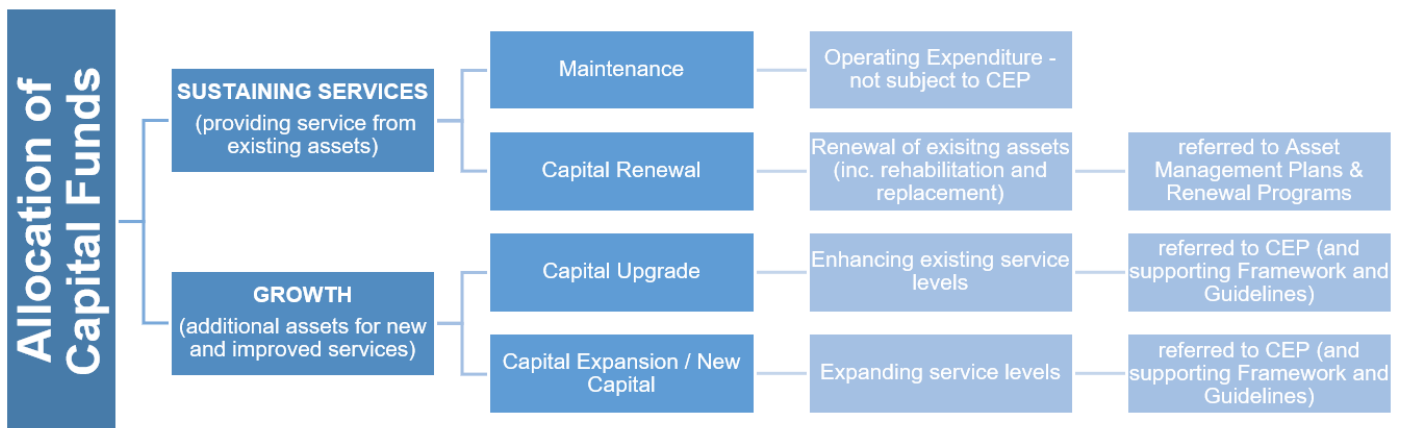 Allocation of
Capital Funds
SUSTAINING SERVICES
(providing service from
existing assets)
Maintenance
Operating Expenditure -
not subject to CEP
Capital Renewal
Renewal of exisitng assets
(inc. rehabilitation and
replacement)
referred to Asset
Management Plans &
Renewal Programs
GROWTH
(additional assets for new
and improved services)
Capital Upgrade
Enhancing existing service
levels
referred to CEP (and
supporting Framework and
Guidelines)
Capital Expansion / New
Capital
Expanding service levels
referred to CEP (and
supporting Framework and
Guidelines)